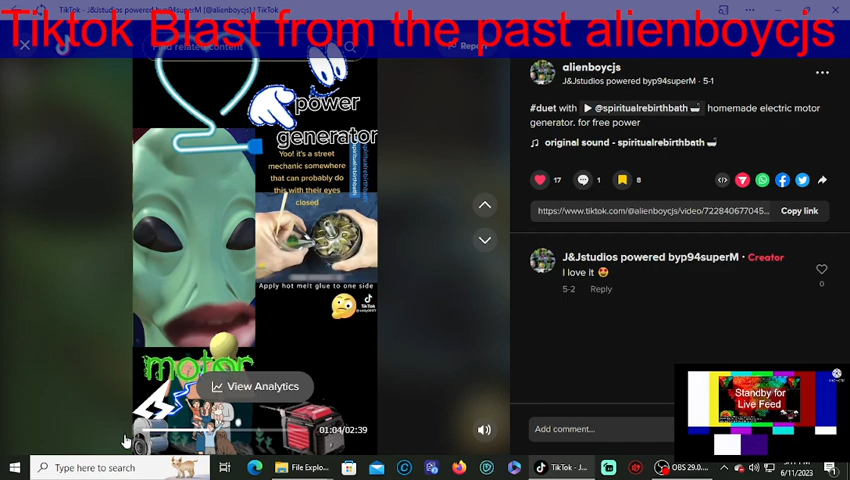 TikTok - J&Jstudios powered byp94superM (@alienboycjs) | TikTok
Tiktok Blast from the past alienboycjs
Find related content
Report
power
generator
Yoo! it's a street
mechanic somewhere
that can probably do
this with their eyes
closed
spiritualrebirthbath
Apply hot melt glue to one side
TikTok
motor
View Analytics
01:04/02:39
alienboycjs
J&Jstudios powered byp94superM · 5-1
#duet with @spiritualrebirthbath homemade electric motor
generator. for free power
original sound - spiritualrebirthbath
17
1
8
https://www.tiktok.com/@alienboycjs/video/722840677045...
Copy link
J&Jstudios powered byp94superM · Creator
I love it
5-2 Reply
0
Add comment...
Standby for
Live Feed
Type here to search
File Explo...
TikTok - J...
OBS 29.0....
6/11/2023